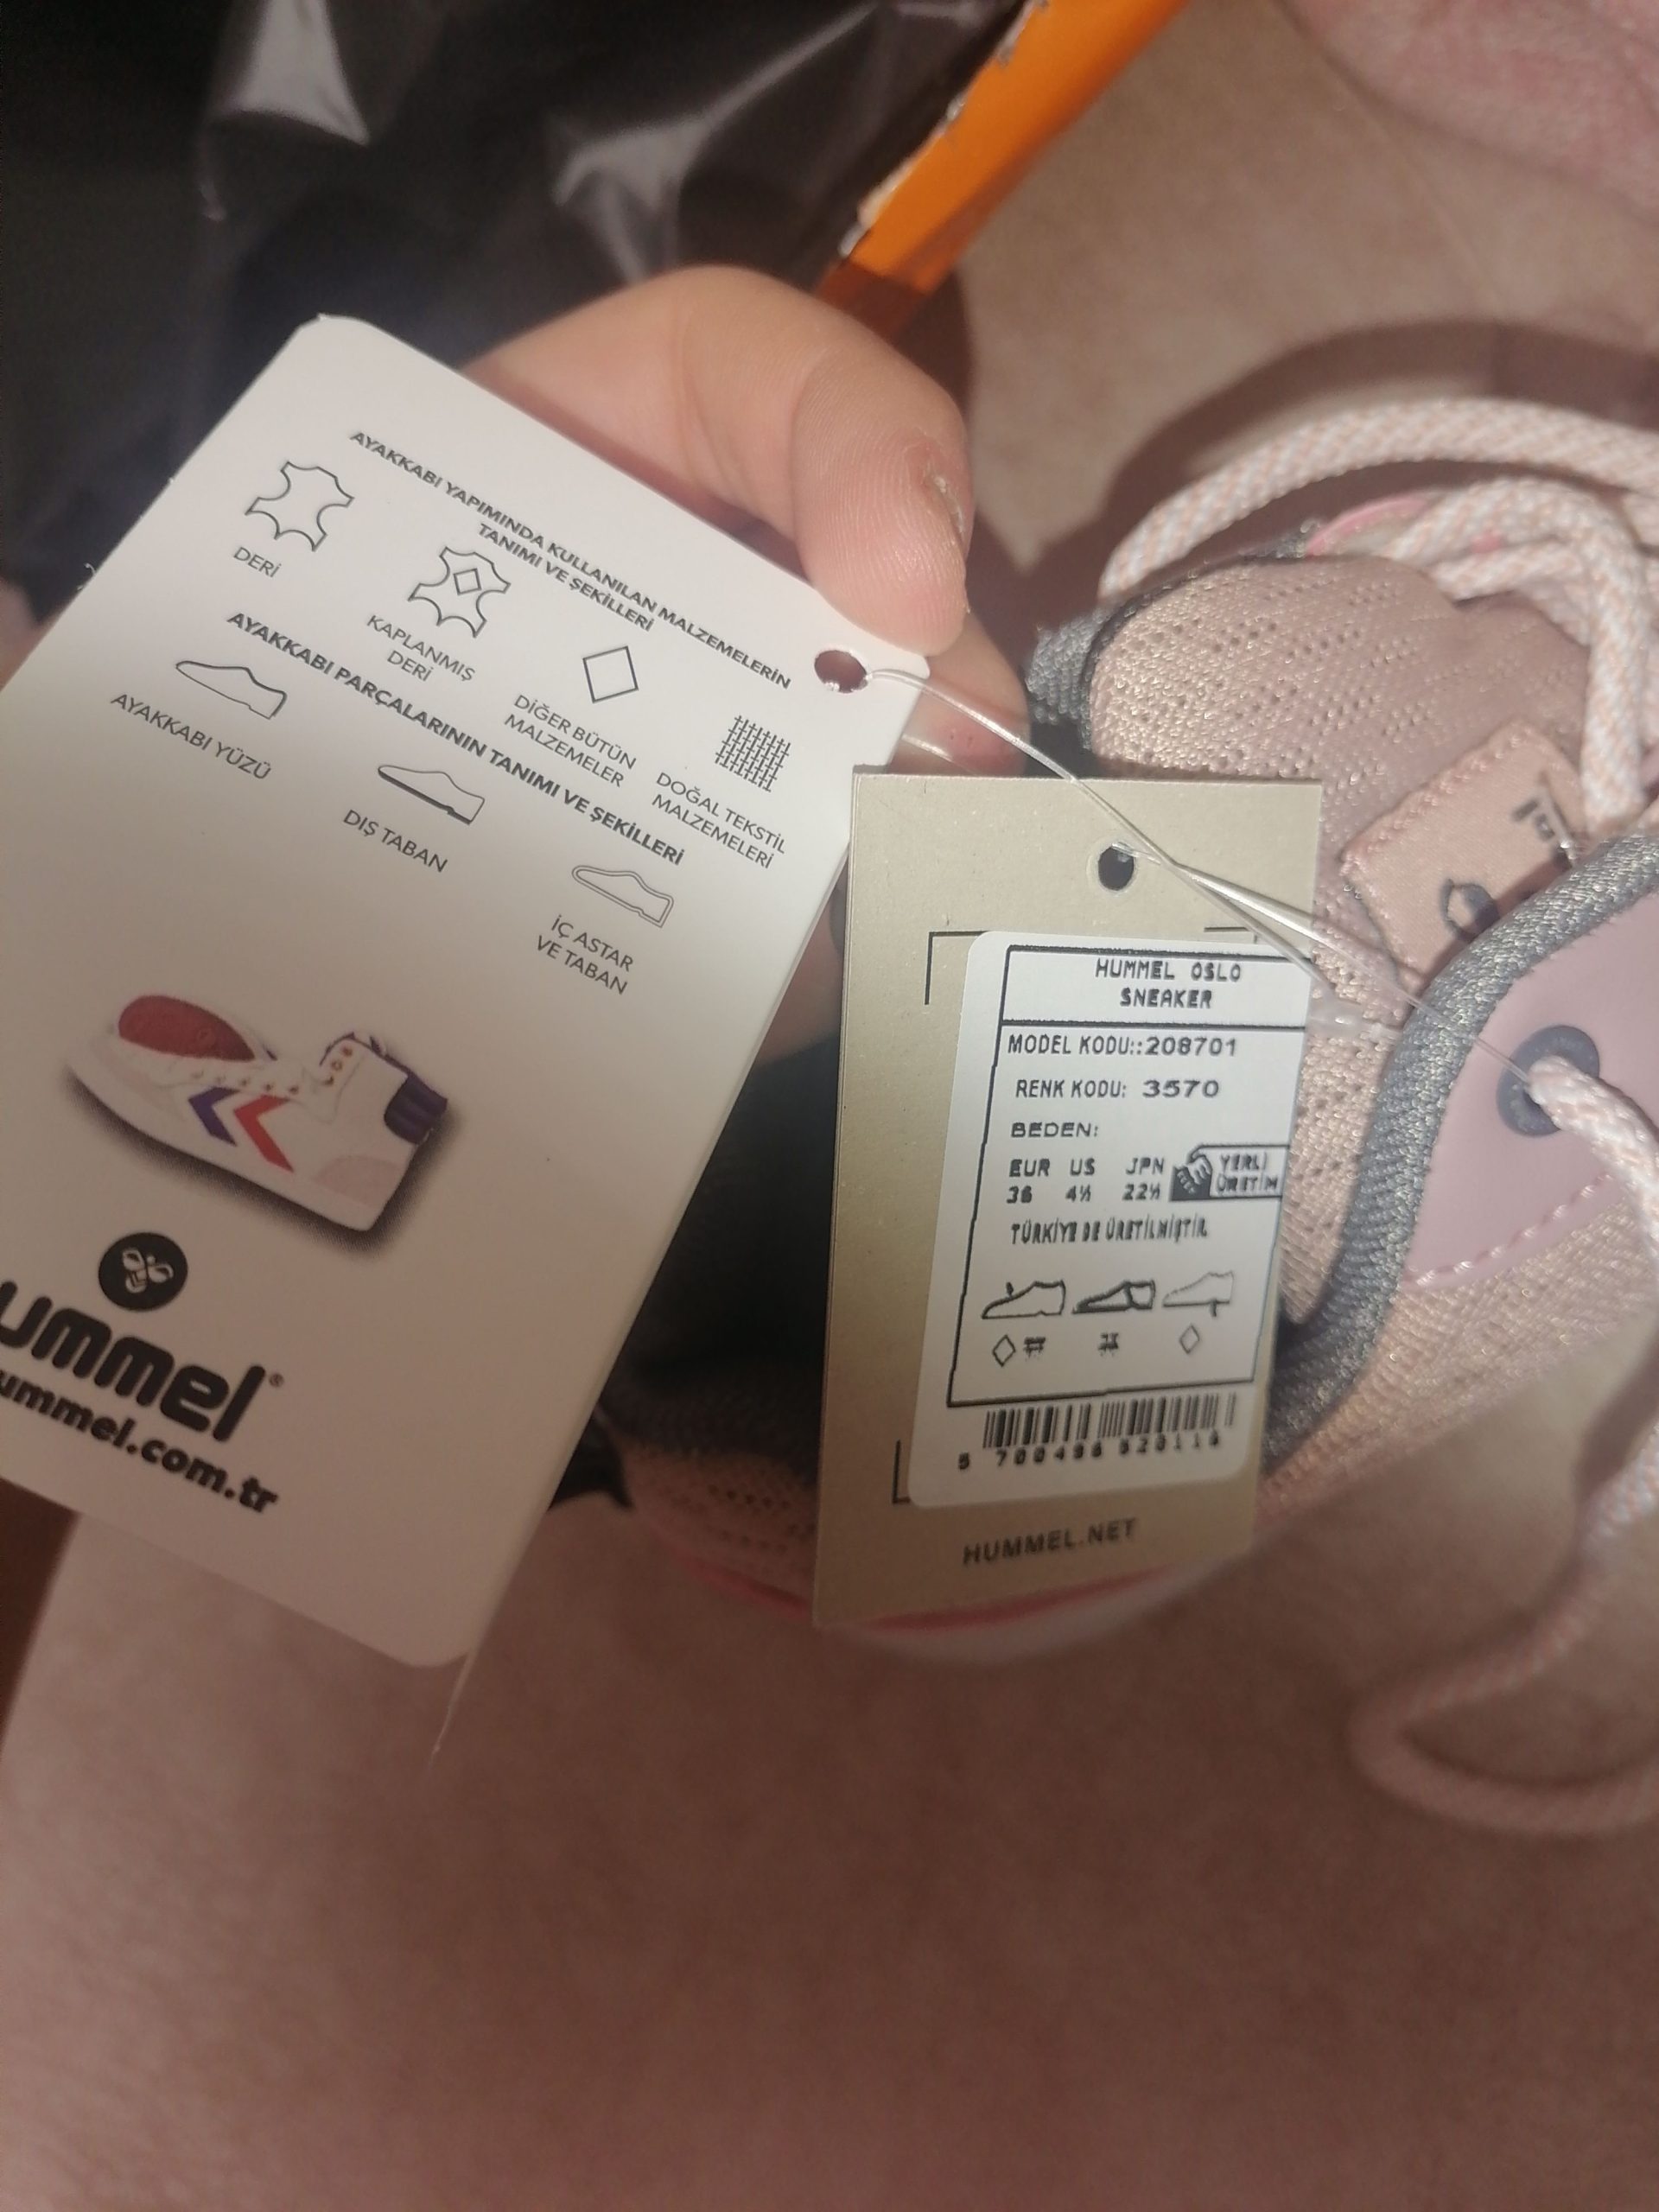 AYAKKABI YAPIMINDA KULLANILAN MALZEMELERİN
TANIMI VE ŞEKİLLERİ
DERİ
KAPLANMIŞ
DERİ
DİĞER BÜTÜN
MALZEMELER
DOĞAL TEKSTİL
MALZEMELERİ
AYAKKABI PARÇALARININ TANIMI VE ŞEKİLLERİ
AYAKKABI YÜZÜ
DIŞ TABAN
İÇ ASTAR
VE TABAN
ummel®
ummel.com.tr
HUMMEL OSLO
SNEAKER
MODEL KODU::208701
RENK KODU: 3570
BEDEN:
EUR US JPN
36 4½ 22½
YERLİ
ÜRETİM
TÜRKİYE DE ÜRETİLMİŞTİR.
HUMMEL.NET